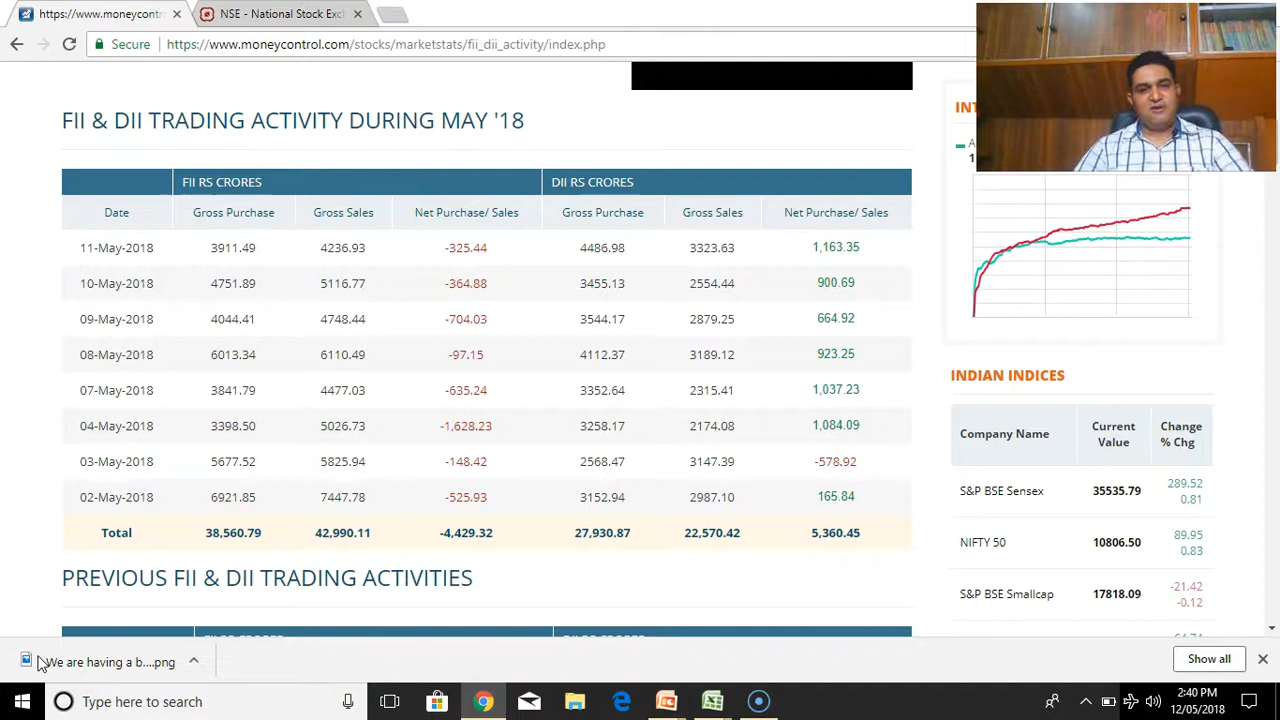 https://www.moneycontrol.com
NSE - National Stock Exch
Secure
https://www.moneycontrol.com/stocks/marketstats/fii_dii_activity/index.php
FII & DII TRADING ACTIVITY DURING MAY '18
FII RS CRORES DII RS CRORES
Date Gross Purchase Gross Sales Net Purchase/ Sales Gross Purchase Gross Sales Net Purchase/ Sales
11-May-2018 3911.49 4236.93 -325.44 4486.98 3323.63 1,163.35
10-May-2018 4751.89 5116.77 -364.88 3455.13 2554.44 900.69
09-May-2018 4044.41 4748.44 -704.03 3544.17 2879.25 664.92
08-May-2018 6013.34 6110.49 -97.15 4112.37 3189.12 923.25
07-May-2018 3841.79 4477.03 -635.24 3352.64 2315.41 1,037.23
04-May-2018 3398.50 5026.73 -1,628.23 3258.17 2174.08 1,084.09
03-May-2018 5677.52 5825.94 -148.42 2568.47 3147.39 -578.92
02-May-2018 6921.85 7447.78 -525.93 3152.94 2987.10 165.84
Total 38,560.79 42,990.11 -4,429.32 27,930.87 22,570.42 5,360.45
PREVIOUS FII & DII TRADING ACTIVITIES
INDIAN INDICES
Company Name Current Value Change % Chg
S&P BSE Sensex 35535.79 289.52 0.81
NIFTY 50 10806.50 89.95 0.83
S&P BSE Smallcap 17818.09 -21.42 -0.12
We are having a b....png
Show all
Type here to search
2:40 PM
12/05/2018